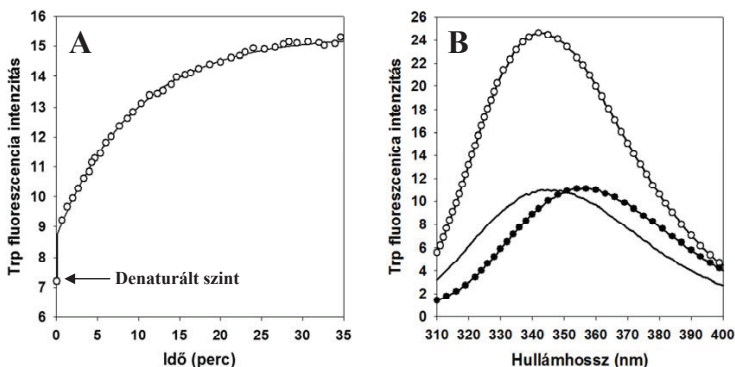 A
Trp fluoreszcencia intenzitás
16
15
14
13
12
11
10
9
8
7
6
Denaturált szint
0 5 10 15 20 25 30 35
Idő (perc)
B
Trp fluoreszcenica intenzitás
26
24
22
20
18
16
14
12
10
8
6
4
2
0
310 320 330 340 350 360 370 380 390 400
Hullámhossz (nm)